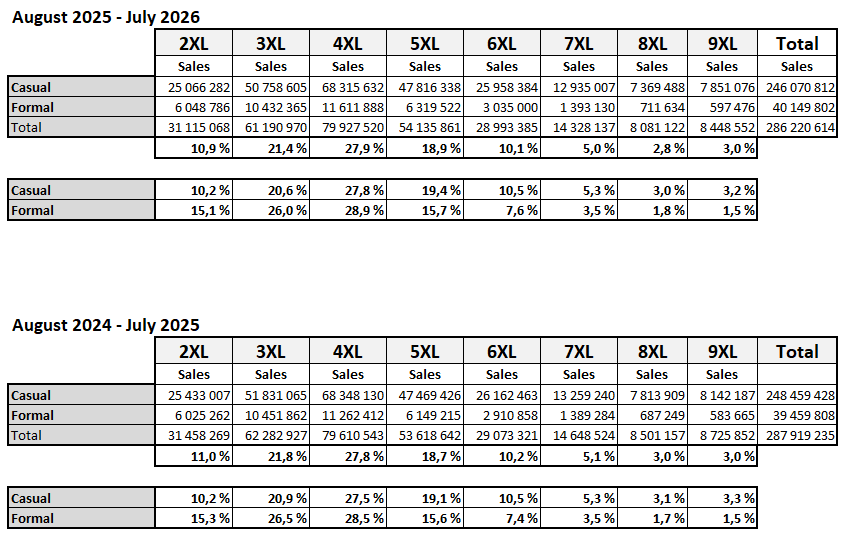 August 2025 - July 2026
2XL 3XL 4XL 5XL 6XL 7XL 8XL 9XL Total
Sales Sales Sales Sales Sales Sales Sales Sales Sales
Casual 25 066 282 50 758 605 68 315 632 47 816 338 25 958 384 12 935 007 7 369 488 7 851 076 246 070 812
Formal 6 048 786 10 432 365 11 611 888 6 319 522 3 035 000 1 393 130 711 634 597 476 40 149 802
Total 31 115 068 61 190 970 79 927 520 54 135 861 28 993 385 14 328 137 8 081 122 8 448 552 286 220 614
10,9 % 21,4 % 27,9 % 18,9 % 10,1 % 5,0 % 2,8 % 3,0 %
Casual 10,2 % 20,6 % 27,8 % 19,4 % 10,5 % 5,3 % 3,0 % 3,2 %
Formal 15,1 % 26,0 % 28,9 % 15,7 % 7,6 % 3,5 % 1,8 % 1,5 %
August 2024 - July 2025
2XL 3XL 4XL 5XL 6XL 7XL 8XL 9XL Total
Sales Sales Sales Sales Sales Sales Sales Sales
Casual 25 433 007 51 831 065 68 348 130 47 469 426 26 162 463 13 259 240 7 813 909 8 142 187 248 459 428
Formal 6 025 262 10 451 862 11 262 412 6 149 215 2 910 858 1 389 284 687 249 583 665 39 459 808
Total 31 458 269 62 282 927 79 610 543 53 618 642 29 073 321 14 648 524 8 501 157 8 725 852 287 919 235
11,0 % 21,8 % 27,8 % 18,7 % 10,2 % 5,1 % 3,0 % 3,0 %
Casual 10,2 % 20,9 % 27,5 % 19,1 % 10,5 % 5,3 % 3,1 % 3,3 %
Formal 15,3 % 26,5 % 28,5 % 15,6 % 7,4 % 3,5 % 1,7 % 1,5 %